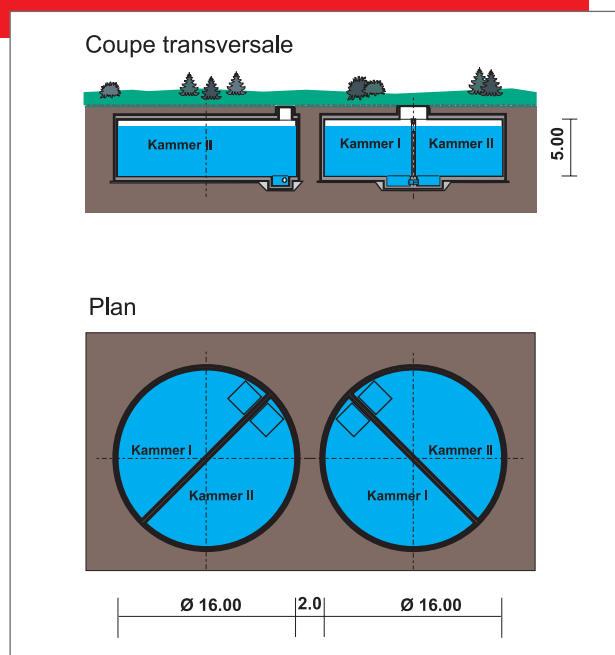 Coupe transversale
Kammer II
Kammer I
Kammer II
5.00
Plan
Kammer I
Kammer II
Kammer II
Kammer I
Ø 16.00
2.0
Ø 16.00